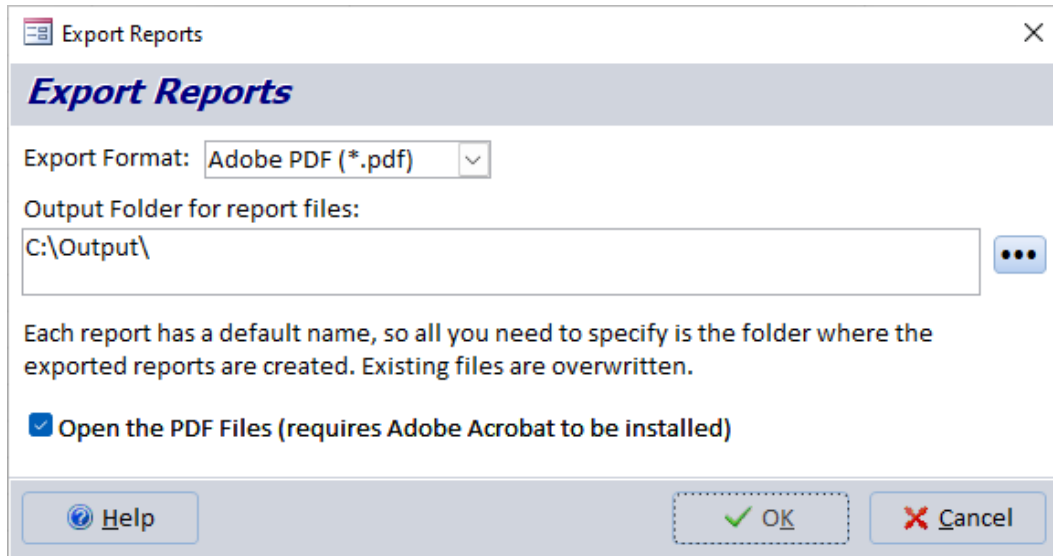 Export Reports
Export Reports
Export Format: Adobe PDF (*.pdf)
Output Folder for report files:
C:\Output\
Each report has a default name, so all you need to specify is the folder where the
exported reports are created. Existing files are overwritten.
Open the PDF Files (requires Adobe Acrobat to be installed)
Help OK Cancel